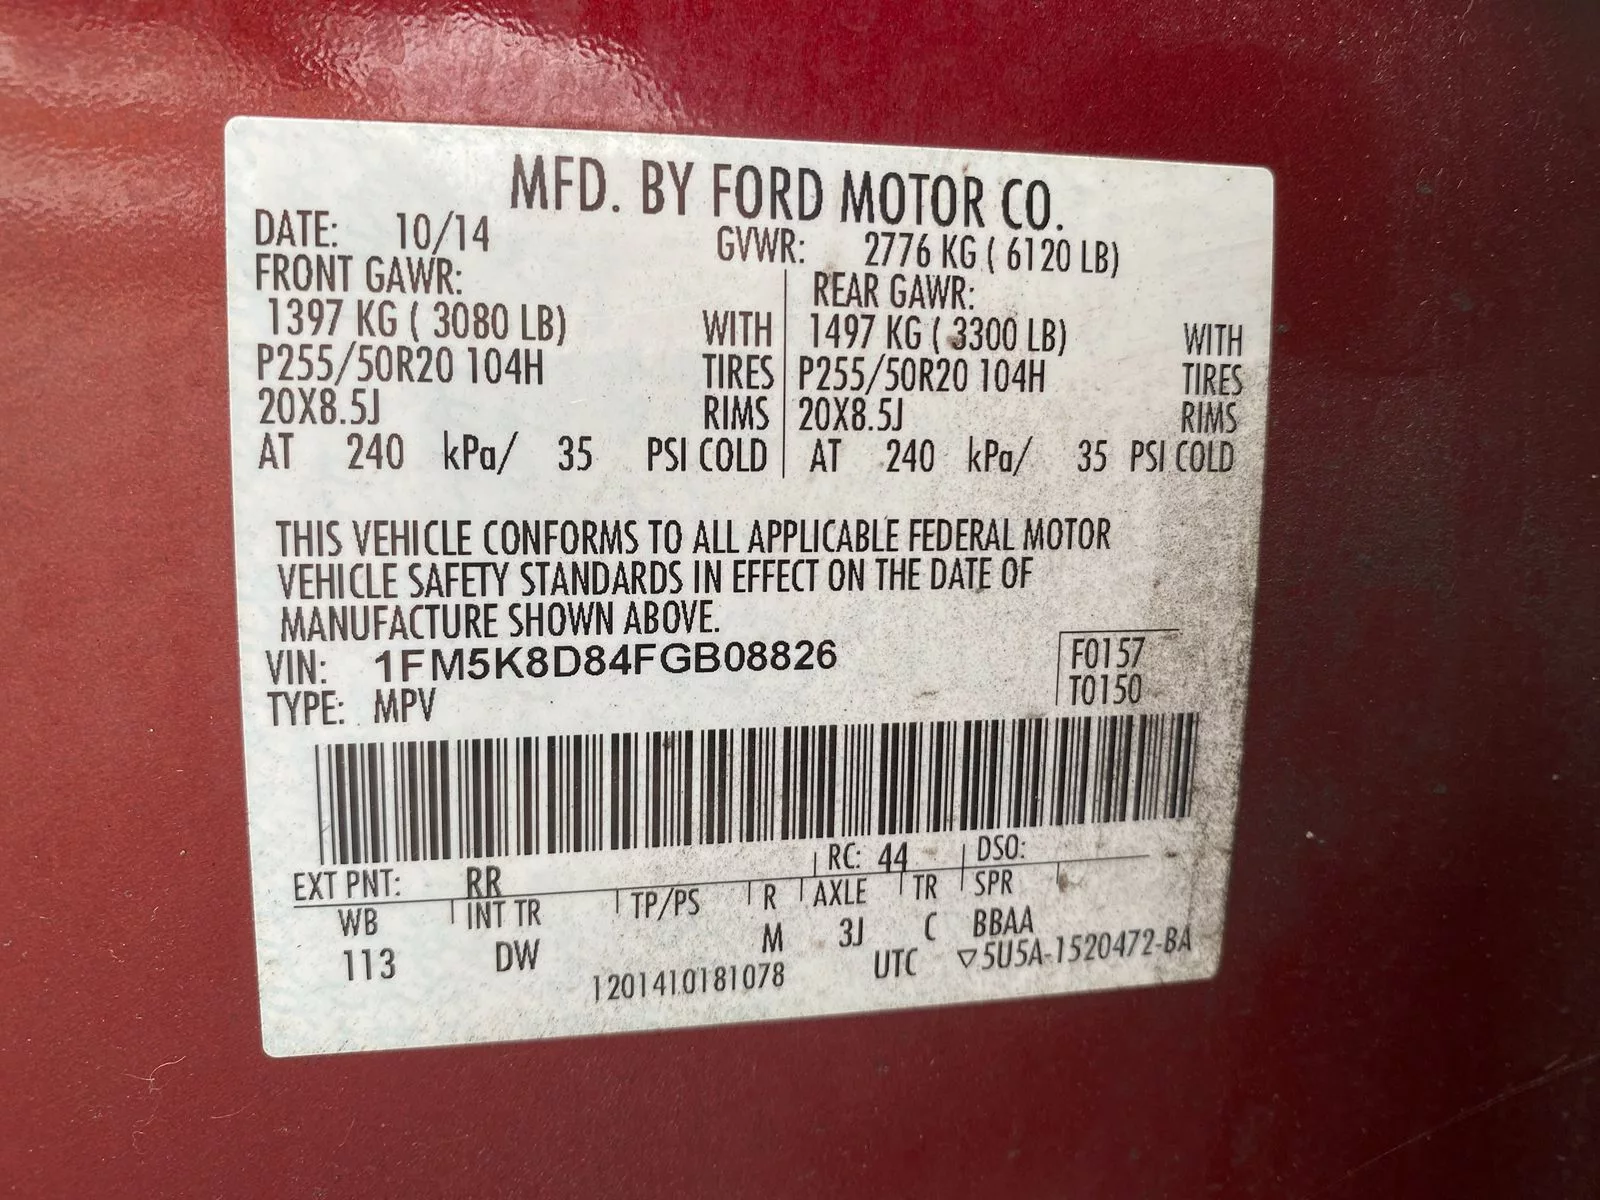 MFD. BY FORD MOTOR CO.
DATE: 10/14 GVWR: 2776 KG ( 6120 LB)
FRONT GAWR: REAR GAWR:
1397 KG ( 3080 LB) WITH 1497 KG ( 3300 LB) WITH
P255/50R20 104H TIRES P255/50R20 104H TIRES
20X8.5J RIMS 20X8.5J RIMS
AT 240 kPa/ 35 PSI COLD AT 240 kPa/ 35 PSI COLD
THIS VEHICLE CONFORMS TO ALL APPLICABLE FEDERAL MOTOR
VEHICLE SAFETY STANDARDS IN EFFECT ON THE DATE OF
MANUFACTURE SHOWN ABOVE.
VIN: 1FM5K8D84FGB08826 F0157
TYPE: MPV T0150
EXT PNT: RR RC: 44 DSO:
WB INT TR TP/PS R AXLE TR SPR
113 DW M 3J C BBAA
1201410181078 UTC ▽5U5A-1520472-BA